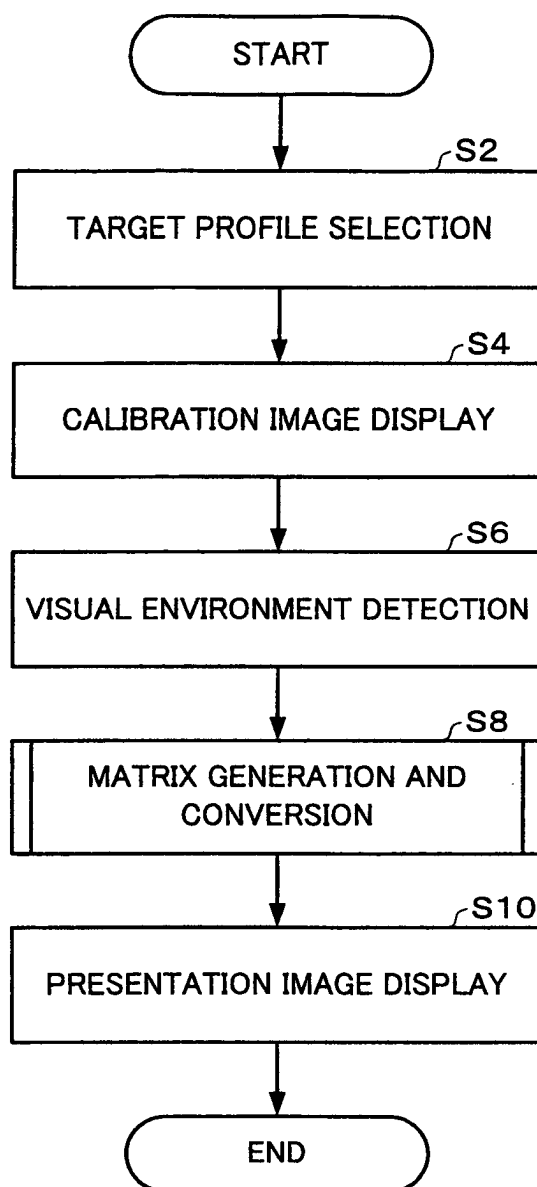 START
S2
TARGET PROFILE SELECTION
S4
CALIBRATION IMAGE DISPLAY
S6
VISUAL ENVIRONMENT DETECTION
S8
MATRIX GENERATION AND
CONVERSION
S10
PRESENTATION IMAGE DISPLAY
END